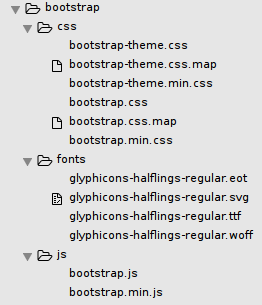 bootstrap
css
bootstrap-theme.css
bootstrap-theme.css.map
bootstrap-theme.min.css
bootstrap.css
bootstrap.css.map
bootstrap.min.css
fonts
glyphicons-halflings-regular.eot
glyphicons-halflings-regular.svg
glyphicons-halflings-regular.ttf
glyphicons-halflings-regular.woff
js
bootstrap.js
bootstrap.min.js